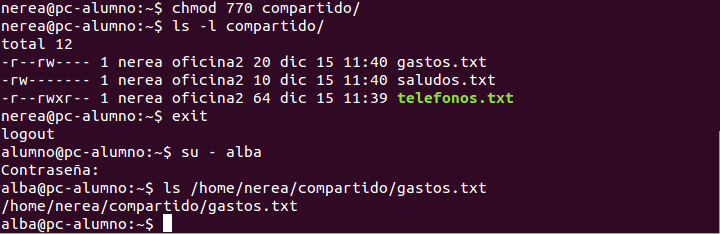 nerea@pc-alumno:~$ chmod 770 compartido/
nerea@pc-alumno:~$ ls -l compartido/
total 12
-r--rw---- 1 nerea oficina2 20 dic 15 11:40 gastos.txt
-rw------- 1 nerea oficina2 10 dic 15 11:40 saludos.txt
-r--rwxr-- 1 nerea oficina2 64 dic 15 11:39 telefonos.txt
nerea@pc-alumno:~$ exit
logout
alumno@pc-alumno:~$ su - alba
Contraseña:
alba@pc-alumno:~$ ls /home/nerea/compartido/gastos.txt
/home/nerea/compartido/gastos.txt
alba@pc-alumno:~$